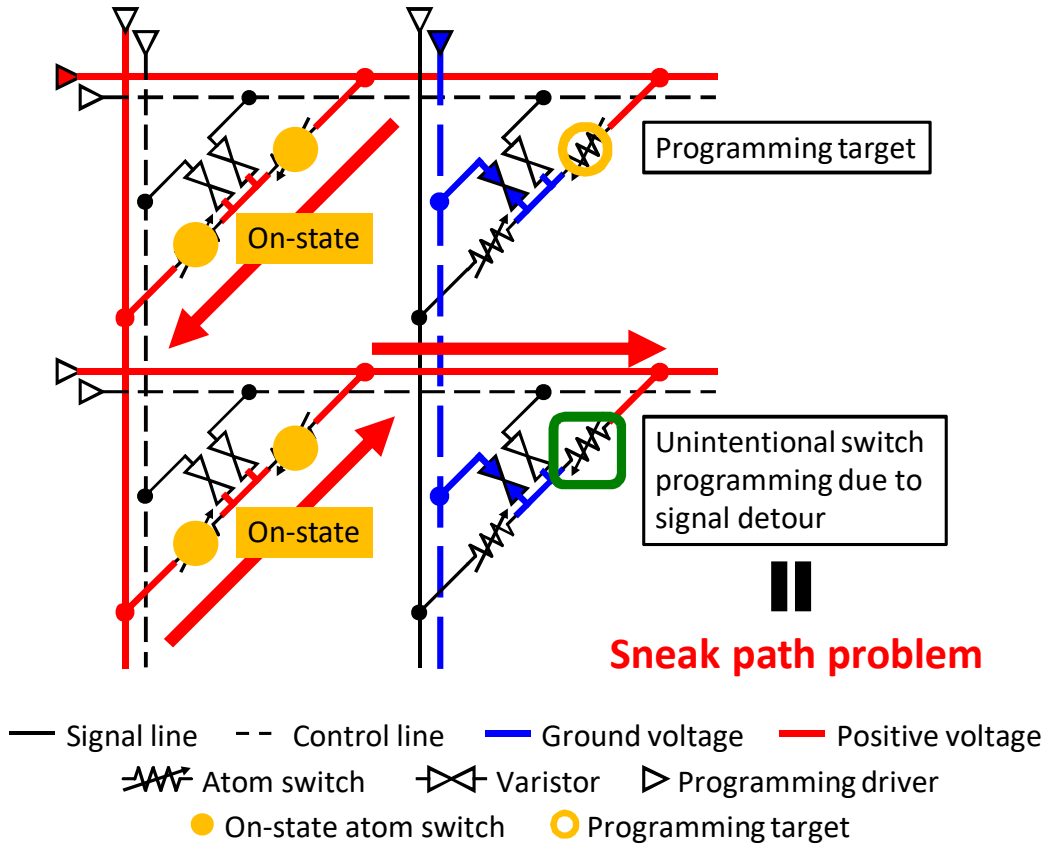 Programming target
On-state
Unintentional switch
programming due to
signal detour
On-state
Sneak path problem
Signal line
Control line
Ground voltage
Positive voltage
Atom switch
Varistor
Programming driver
On-state atom switch
Programming target